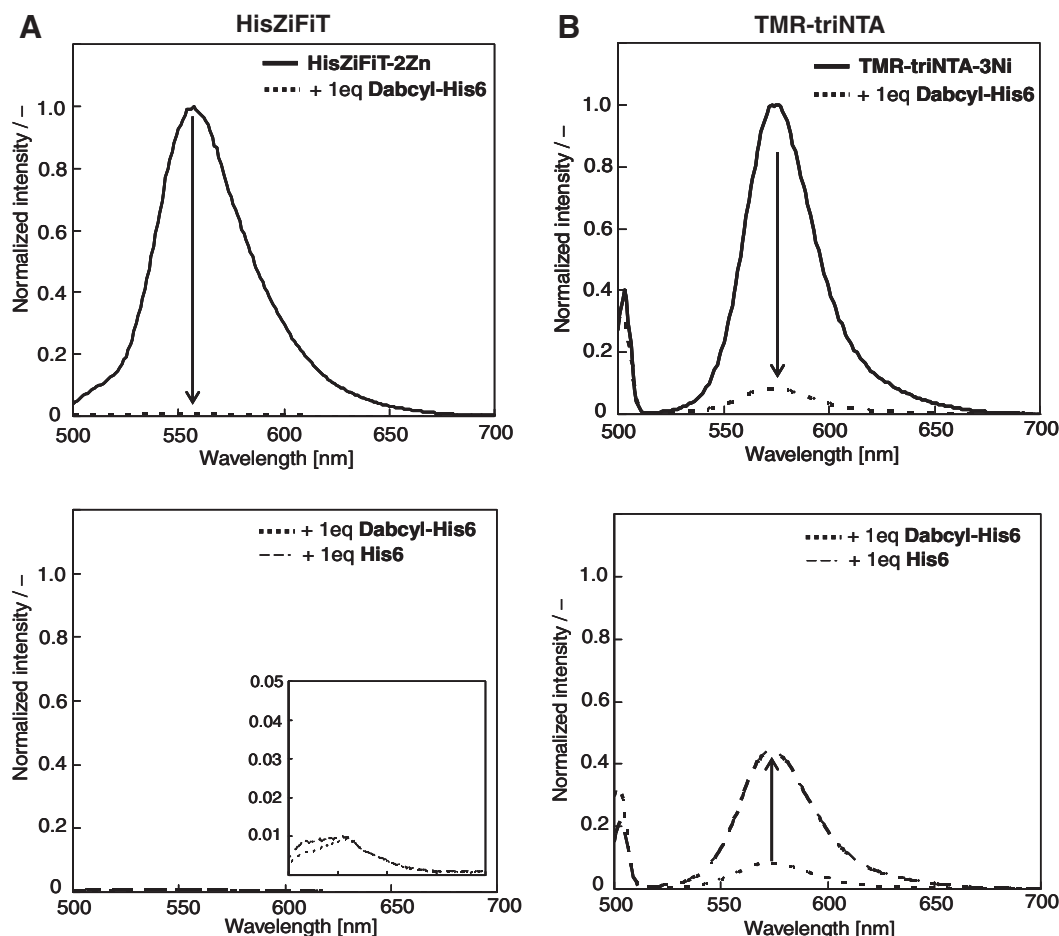 A
HisZiFiT
HisZiFiT-2Zn
+ 1eq Dabcyl-His6
Normalized intensity / –
1.0
0.8
0.6
0.4
0.2
0
500
550
600
650
700
Wavelength [nm]
B
TMR-triNTA
TMR-triNTA-3Ni
+ 1eq Dabcyl-His6
Normalized intensity / –
1.0
0.8
0.6
0.4
0.2
0
500
550
600
650
700
Wavelength [nm]
+ 1eq Dabcyl-His6
+ 1eq His6
Normalized intensity / –
1.0
0.8
0.6
0.4
0.2
0
0.05
0.04
0.03
0.02
0.01
500
550
600
650
700
Wavelength [nm]
+ 1eq Dabcyl-His6
+ 1eq His6
Normalized intensity / –
1.0
0.8
0.6
0.4
0.2
0
500
550
600
650
700
Wavelength [nm]